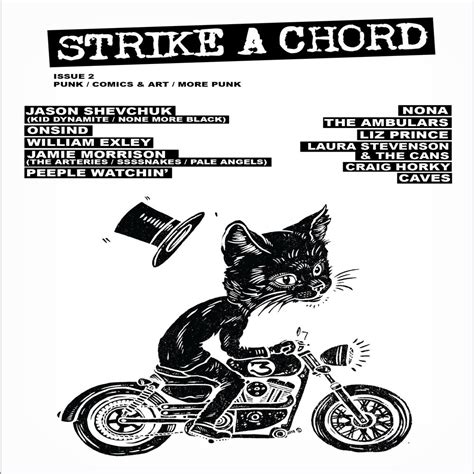 STRIKE A CHORD
ISSUE 2
PUNK / COMICS & ART / MORE PUNK
JASON SHEVCHUK
(KID DYNAMITE / NONE MORE BLACK)
ONSIND
WILLIAM EXLEY
JAMIE MORRISON
(THE ARTERIES / SSSSNAKES / PALE ANGELS)
PEEPLE WATCHIN'
NONA
THE AMBULARS
LIZ PRINCE
LAURA STEVENSON
& THE CANS
CRAIG HORKY
CAVES
3